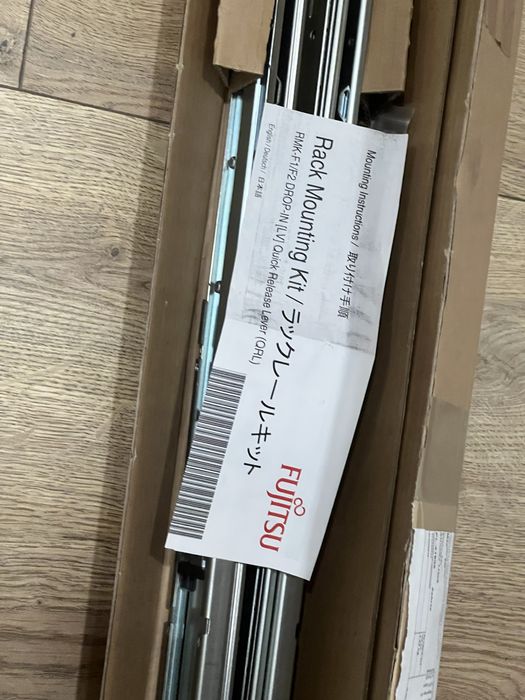 Mounting Instructions / 取り付け手順
Rack Mounting Kit / ラックレールキット
RMK-F1/F2 DROP-IN [LV] Quick Release Lever (QRL)
English / Deutsch / 日本語
FUJITSU